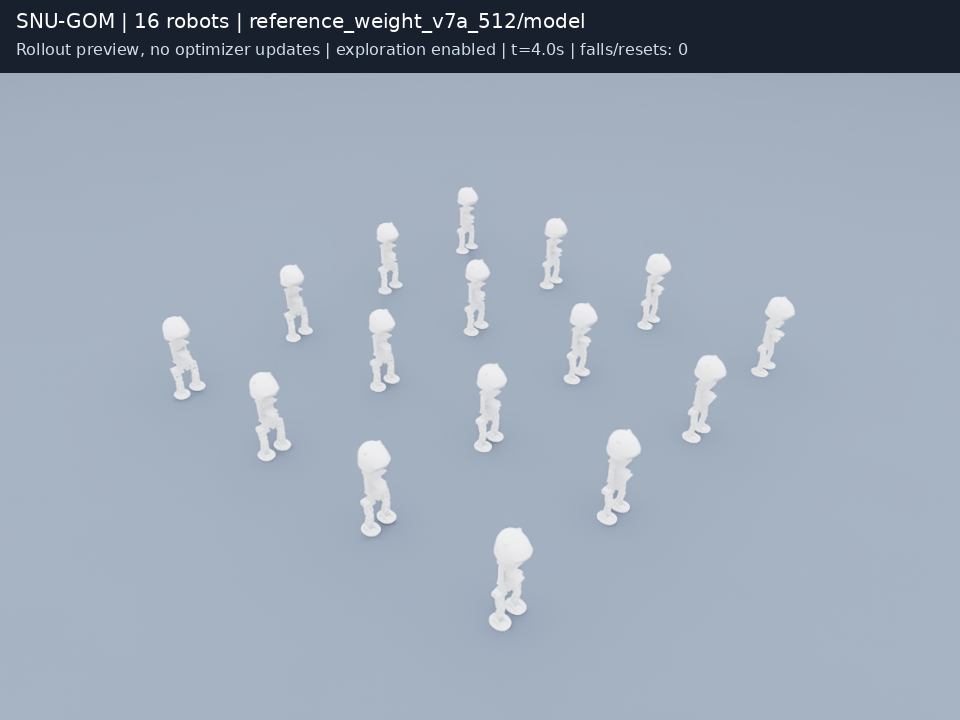 SNU-GOM | 16 robots | reference_weight_v7a_512/model
Rollout preview, no optimizer updates | exploration enabled | t=4.0s | falls/resets: 0